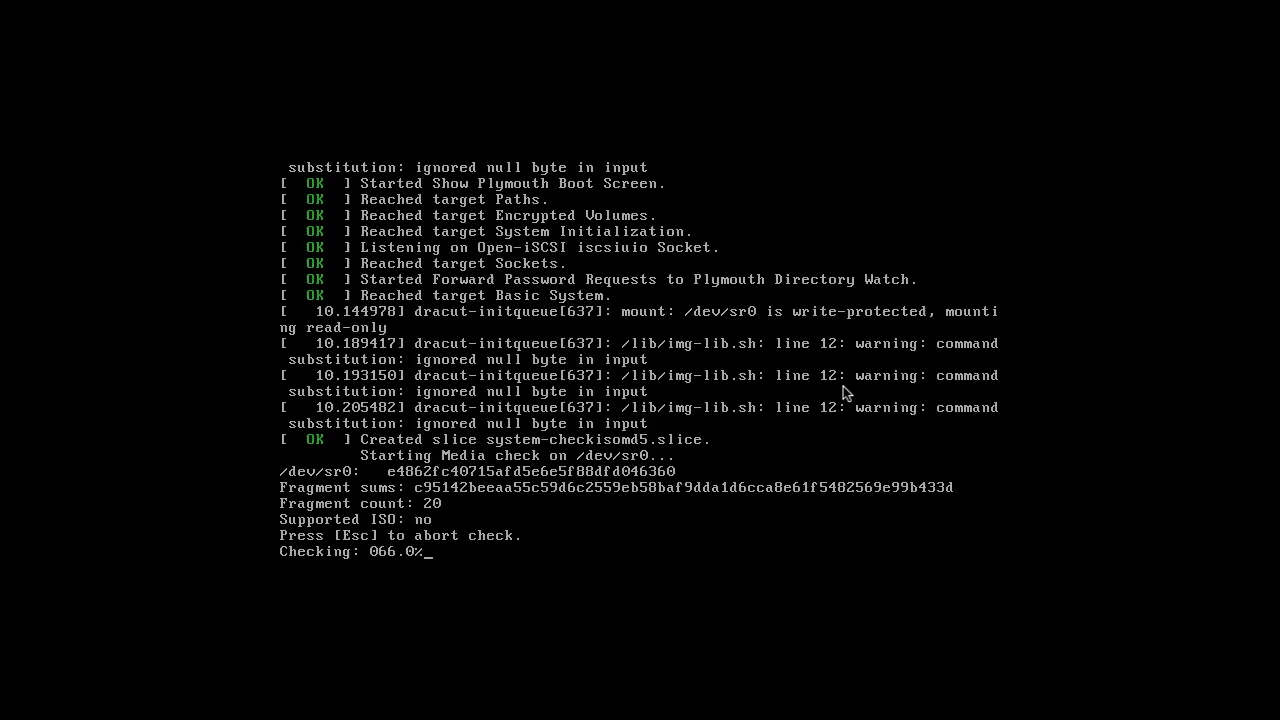 substitution: ignored null byte in input
[  OK  ] Started Show Plymouth Boot Screen.
[  OK  ] Reached target Paths.
[  OK  ] Reached target Encrypted Volumes.
[  OK  ] Reached target System Initialization.
[  OK  ] Listening on Open-iSCSI iscsiuio Socket.
[  OK  ] Reached target Sockets.
[  OK  ] Started Forward Password Requests to Plymouth Directory Watch.
[  OK  ] Reached target Basic System.
[   10.144978] dracut-initqueue[637]: mount: /dev/sr0 is write-protected, mounti
ng read-only
[   10.189417] dracut-initqueue[637]: /lib/img-lib.sh: line 12: warning: command
 substitution: ignored null byte in input
[   10.193150] dracut-initqueue[637]: /lib/img-lib.sh: line 12: warning: command
 substitution: ignored null byte in input
[   10.205482] dracut-initqueue[637]: /lib/img-lib.sh: line 12: warning: command
 substitution: ignored null byte in input
[  OK  ] Created slice system-checkisomd5.slice.
         Starting Media check on /dev/sr0...
/dev/sr0:   e4862fc40715afd5e6e5f88dfd046360
Fragment sums: c95142beeaa55c59d6c2559eb58baf9dda1d6cca8e61f5482569e99b433d
Fragment count: 20
Supported ISO: no
Press [Esc] to abort check.
Checking: 066.0%_